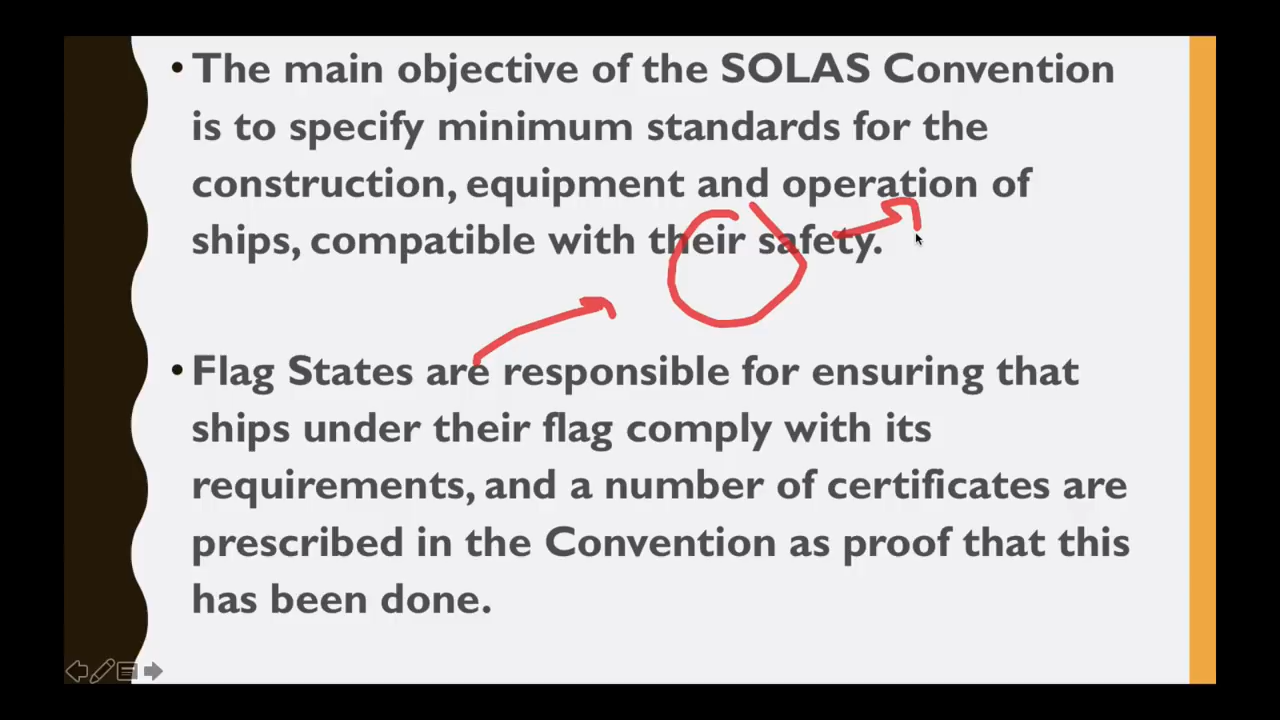 • The main objective of the SOLAS Convention
is to specify minimum standards for the
construction, equipment and operation of
ships, compatible with their safety.
• Flag States are responsible for ensuring that
ships under their flag comply with its
requirements, and a number of certificates are
prescribed in the Convention as proof that this
has been done.